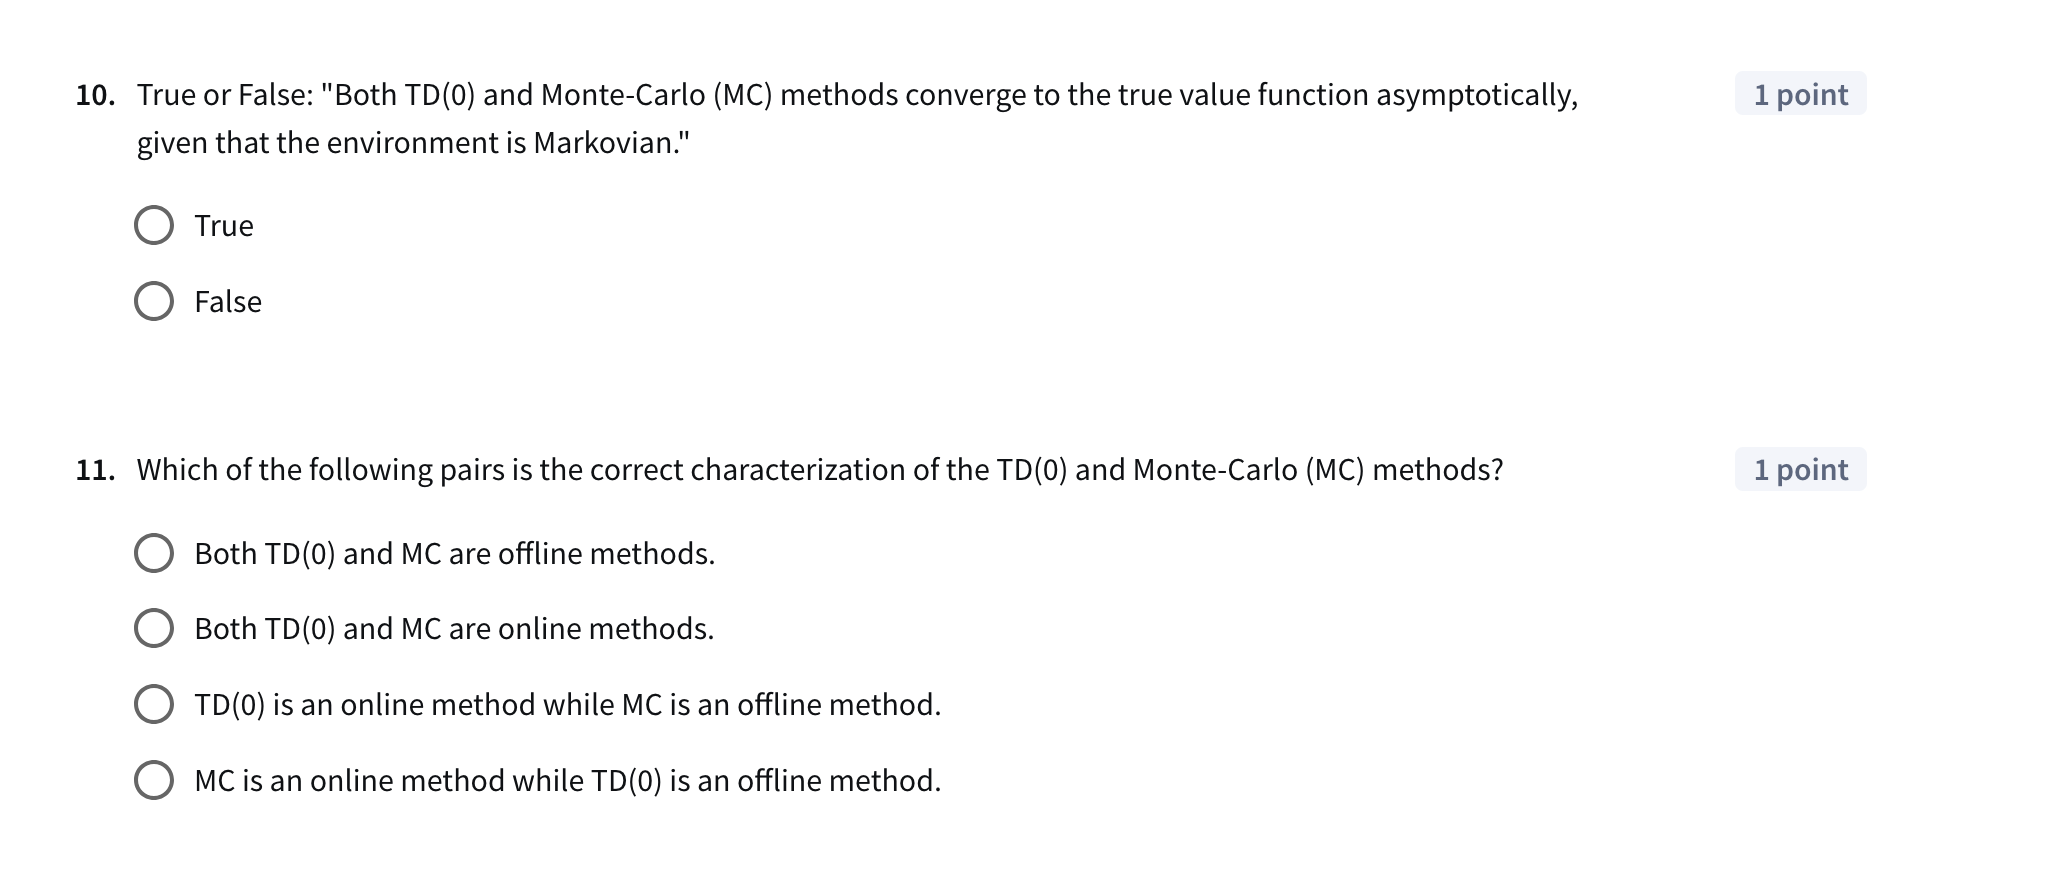 10. True or False: "Both TD(0) and Monte-Carlo (MC) methods converge to the true value function asymptotically, 1 point
given that the environment is Markovian."
True
False
11. Which of the following pairs is the correct characterization of the TD(0) and Monte-Carlo (MC) methods? 1 point
Both TD(0) and MC are offline methods.
Both TD(0) and MC are online methods.
TD(0) is an online method while MC is an offline method.
MC is an online method while TD(0) is an offline method.